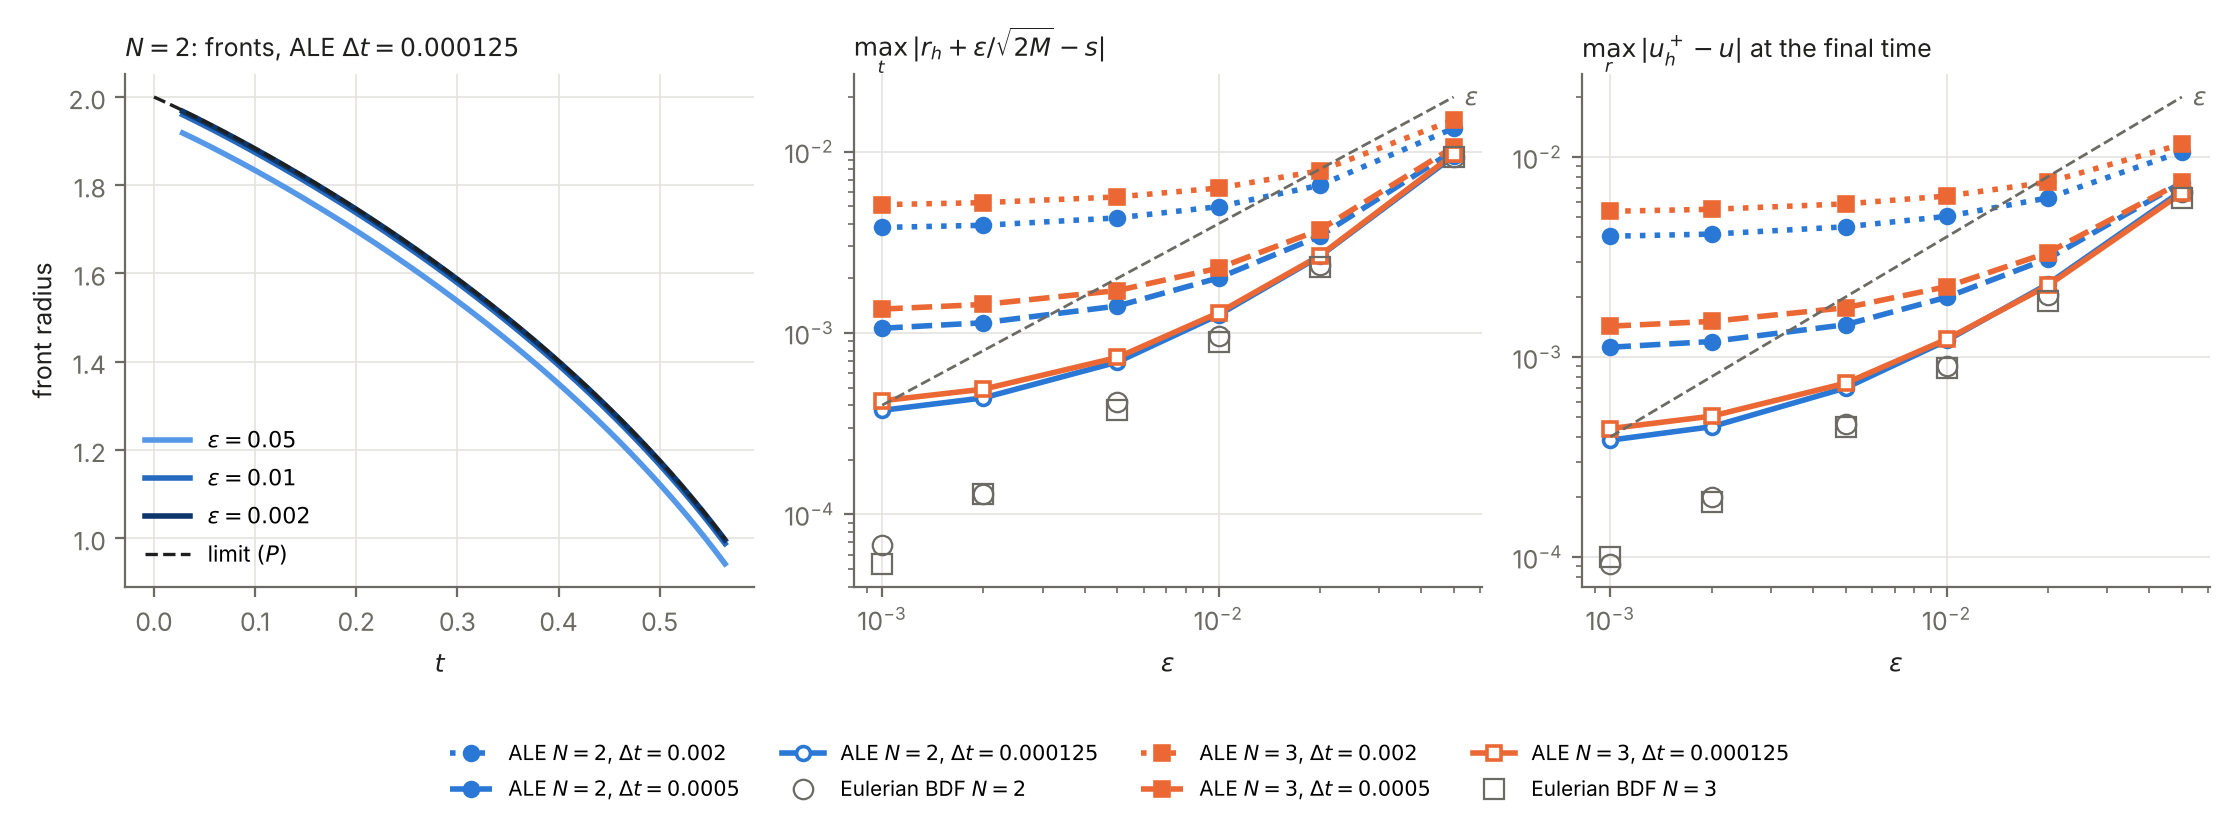 N = 2: fronts, ALE Δt = 0.000125
front radius
2.0
1.8
1.6
1.4
1.2
1.0
ε = 0.05
ε = 0.01
ε = 0.002
limit (P)
0.0 0.1 0.2 0.3 0.4 0.5
t
max_t |r_h + ε/√2M − s|
ε
10⁻²
10⁻³
10⁻⁴
10⁻³ 10⁻²
ε
max_r |u_h⁺ − u| at the final time
ε
10⁻²
10⁻³
10⁻⁴
10⁻³ 10⁻²
ε
ALE N = 2, Δt = 0.002
ALE N = 2, Δt = 0.0005
ALE N = 2, Δt = 0.000125
Eulerian BDF N = 2
ALE N = 3, Δt = 0.002
ALE N = 3, Δt = 0.0005
ALE N = 3, Δt = 0.000125
Eulerian BDF N = 3